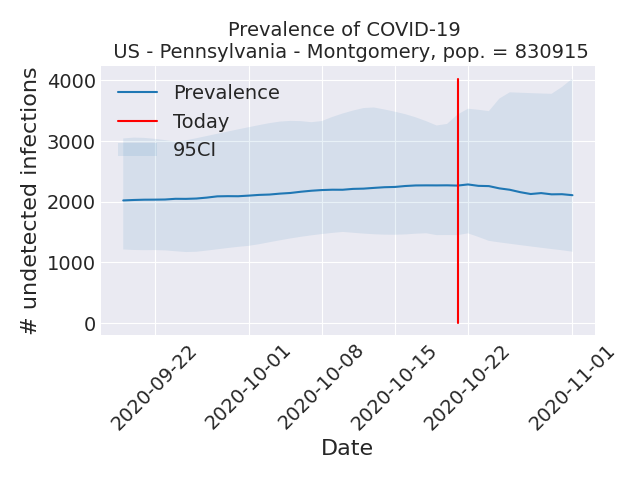 Prevalence of COVID-19
US - Pennsylvania - Montgomery, pop. = 830915
# undetected infections
4000
3000
2000
1000
0
Prevalence
Today
95CI
2020-09-22
2020-10-01
2020-10-08
2020-10-15
2020-10-22
2020-11-01
Date